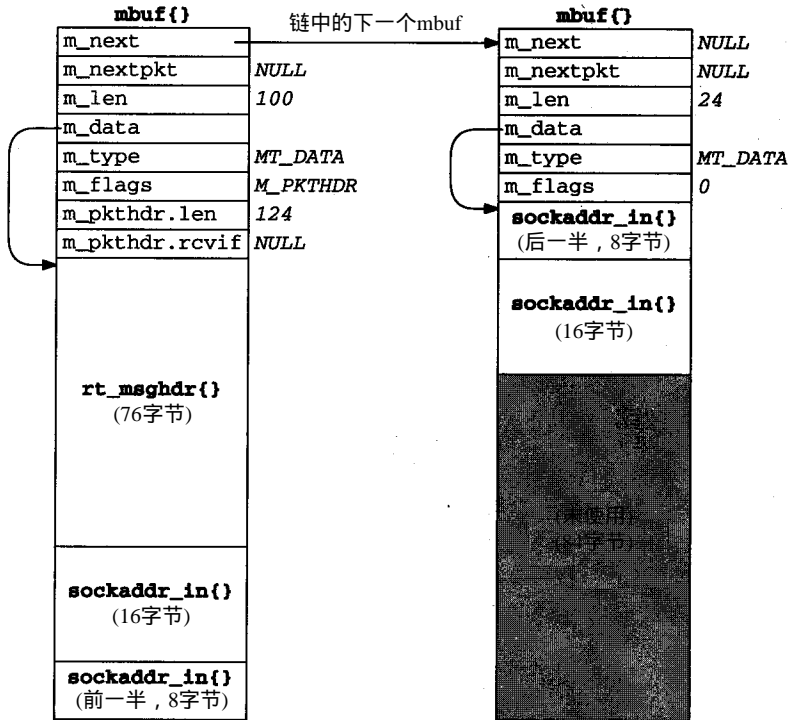 mbuf{}
m_next
m_nextpkt NULL
m_len 100
m_data
m_type MT_DATA
m_flags M_PKTHDR
m_pkthdr.len 124
m_pkthdr.rcvif NULL
rt_msghdr{}
(76字节)
sockaddr_in{}
(16字节)
sockaddr_in{}
(前一半，8字节)
链中的下一个mbuf
mbuf{}
m_next NULL
m_nextpkt NULL
m_len 24
m_data
m_type MT_DATA
m_flags 0
sockaddr_in{}
(后一半，8字节)
sockaddr_in{}
(16字节)
(未使用)